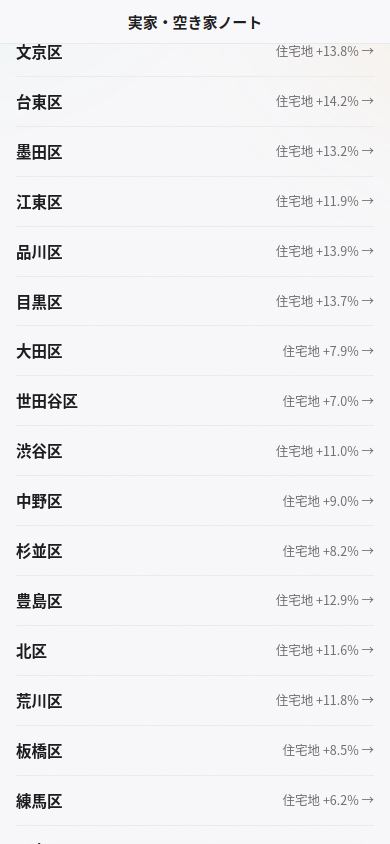 実家・空き家ノート
文京区 住宅地 +13.8% →
台東区 住宅地 +14.2% →
墨田区 住宅地 +13.2% →
江東区 住宅地 +11.9% →
品川区 住宅地 +13.9% →
目黒区 住宅地 +13.7% →
大田区 住宅地 +7.9% →
世田谷区 住宅地 +7.0% →
渋谷区 住宅地 +11.0% →
中野区 住宅地 +9.0% →
杉並区 住宅地 +8.2% →
豊島区 住宅地 +12.9% →
北区 住宅地 +11.6% →
荒川区 住宅地 +11.8% →
板橋区 住宅地 +8.5% →
練馬区 住宅地 +6.2% →